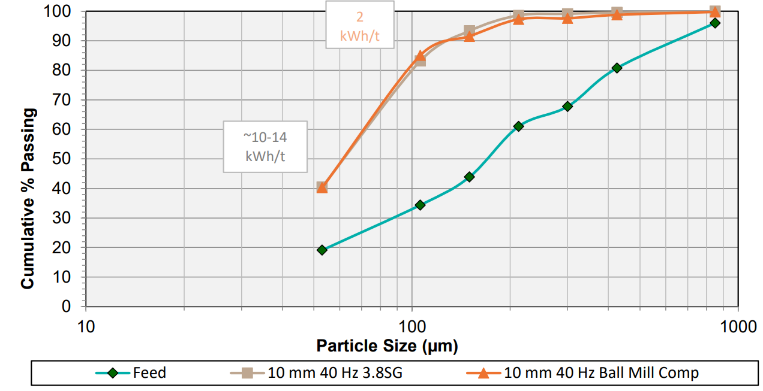 100
90
80
70
60
50
40
30
20
10
0
Cumulative % Passing
2
kWh/t
~10-14
kWh/t
10 100 1000
Particle Size (µm)
Feed 10 mm 40 Hz 3.8SG 10 mm 40 Hz Ball Mill Comp